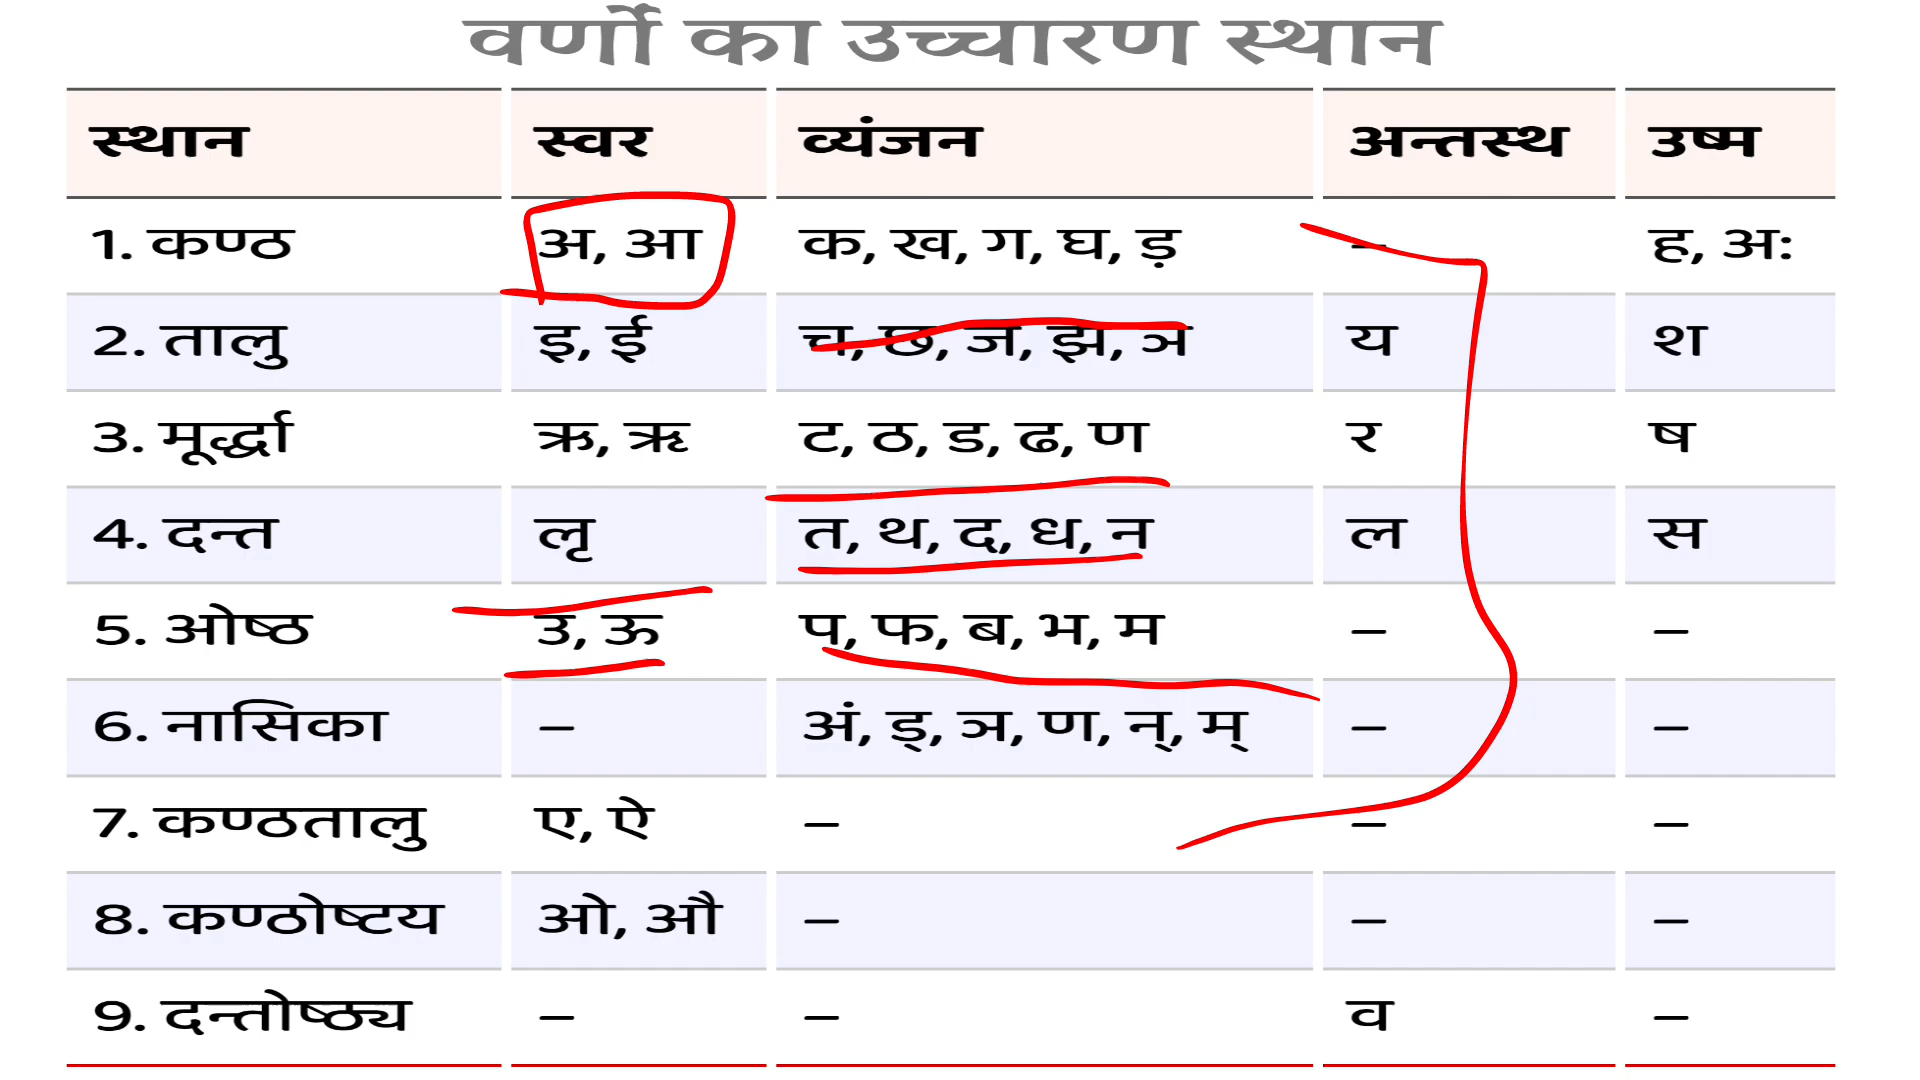 वर्णों का उच्चारण स्थान
स्थान स्वर व्यंजन अन्तस्थ उष्म
1. कण्ठ अ, आ क, ख, ग, घ, ड़ – ह, अः
2. तालु इ, ई च, छ, ज, झ, ञ य श
3. मूर्द्धा ऋ, ऋ ट, ठ, ड, ढ, ण र ष
4. दन्त लृ त, थ, द, ध, न ल स
5. ओष्ठ उ, ऊ प, फ, ब, भ, म – –
6. नासिका – अं, ड्, ञ, ण, न्, म् – –
7. कण्ठतालु ए, ऐ – – –
8. कण्ठोष्टय ओ, औ – – –
9. दन्तोष्ठ्य – – व –